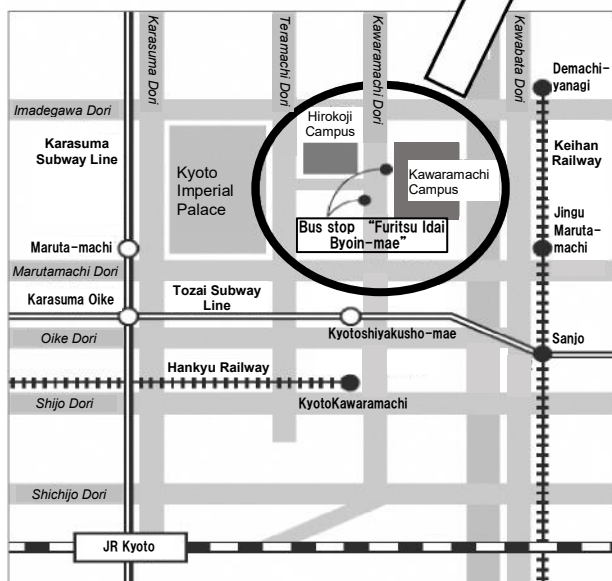 Karasuma Dori
Teramachi Dori
Kawaramachi Dori
Kawabata Dori
Demachi-
yanagi
Imadegawa Dori
Hirokoji
Campus
Karasuma
Subway Line
Keihan
Railway
Kyoto
Imperial
Palace
Kawaramachi
Campus
Bus stop “Furitsu Idai
Byoin-mae”
Jingu
Maruta-
machi
Maruta-machi
Marutamachi Dori
Karasuma Oike
Tozai Subway
Line
Oike Dori
Kyotoshiyakusho-mae
Sanjo
Hankyu Railway
Shijo Dori
KyotoKawaramachi
Shichijo Dori
JR Kyoto